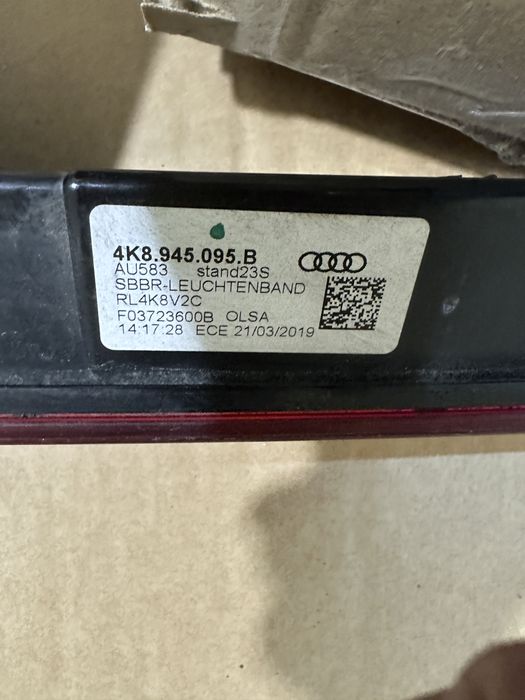 4K8.945.095.B
AU583 stand23S
SBBR-LEUCHTENBAND
RL4K8V2C
F03723600B OLSA
14:17:28 ECE 21/03/2019